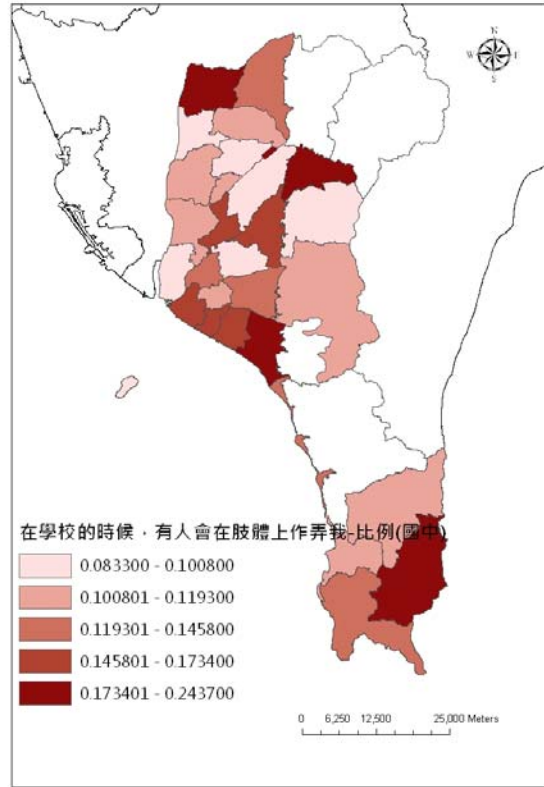 N
W
E
S
在學校的時候，有人會在肢體上作弄我-比例(國中)
0.083300 - 0.100800
0.100801 - 0.119300
0.119301 - 0.145800
0.145801 - 0.173400
0.173401 - 0.243700
0 6,250 12,500 25,000 Meters